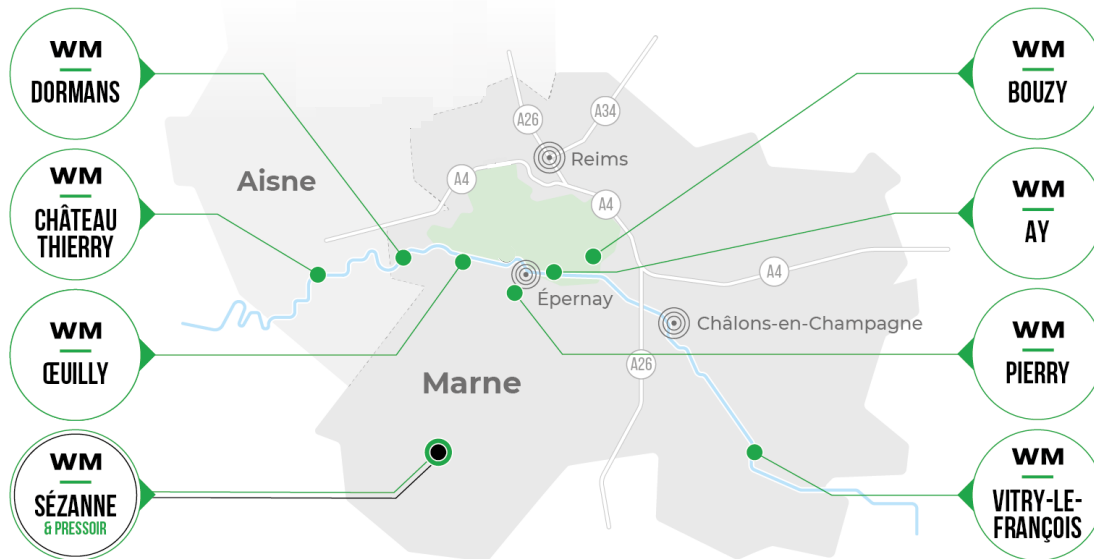 WM
DORMANS
WM
CHÂTEAU
THIERRY
WM
ŒUILLY
WM
SÉZANNE
& PRESSOIR
Aisne
Marne
A26
A34
Reims
A4
A4
A4
Épernay
Châlons-en-Champagne
A26
WM
BOUZY
WM
AY
WM
PIERRY
WM
VITRY-LE-
FRANÇOIS